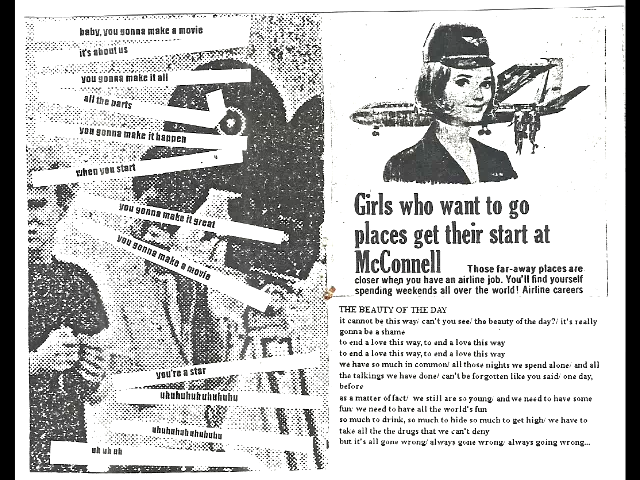 baby, you gonna make a movie
it's about us
you gonna make it all
all the parts
you gonna make it happen
when you start
you gonna make it great
you gonna make a movie
you're a star
uhuhuhuhuhuhuhu
uhuhuhuhuhuhu
uh uh uh
Girls who want to go
places get their start at
McConnell Those far-away places are
closer when you have an airline job. You'll find yourself
spending weekends all over the world! Airline careers
THE BEAUTY OF THE DAY
it cannot be this way/ can't you see/ the beauty of the day?/ it's really
gonna be a shame
to end a love this way, to end a love this way
to end a love this way, to end a love this way
we have so much in common/ all those nights we spend alone/ and all
the talkings we have done/ can't be forgotten like you said/ one day,
before
as a matter of fact/ we still are so young/ and we need to have some
fun/ we need to have all the world's fun
so much to drink, so much to hide so much to get high/ we have to
take all the the drugs that we can't deny
but it's all gone wrong/ always gone wrong/ always going wrong...